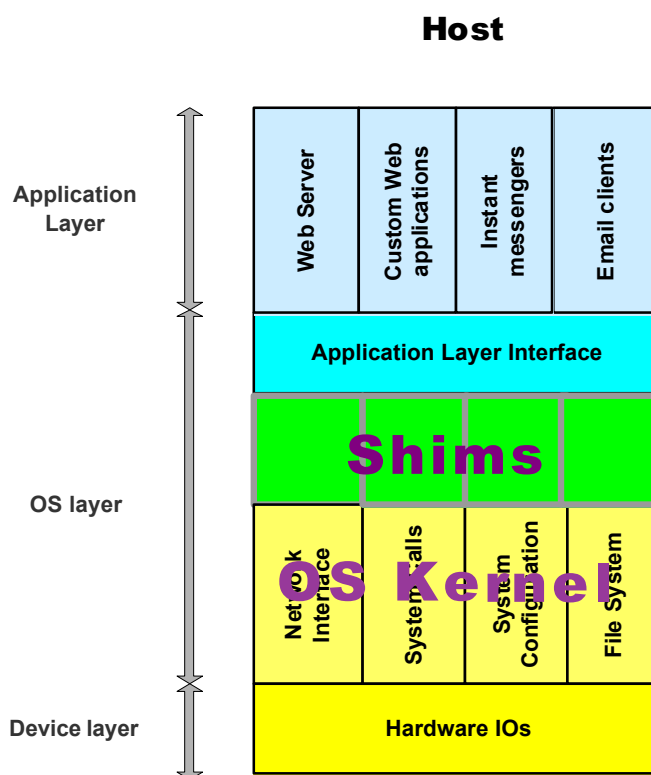 Host
Application
Layer
Web Server
Custom Web
applications
Instant
messengers
Email clients
Application Layer Interface
Shims
OS layer
OS Kernel
Network
Interface
System Calls
System
Configuration
File System
Device layer
Hardware IOs